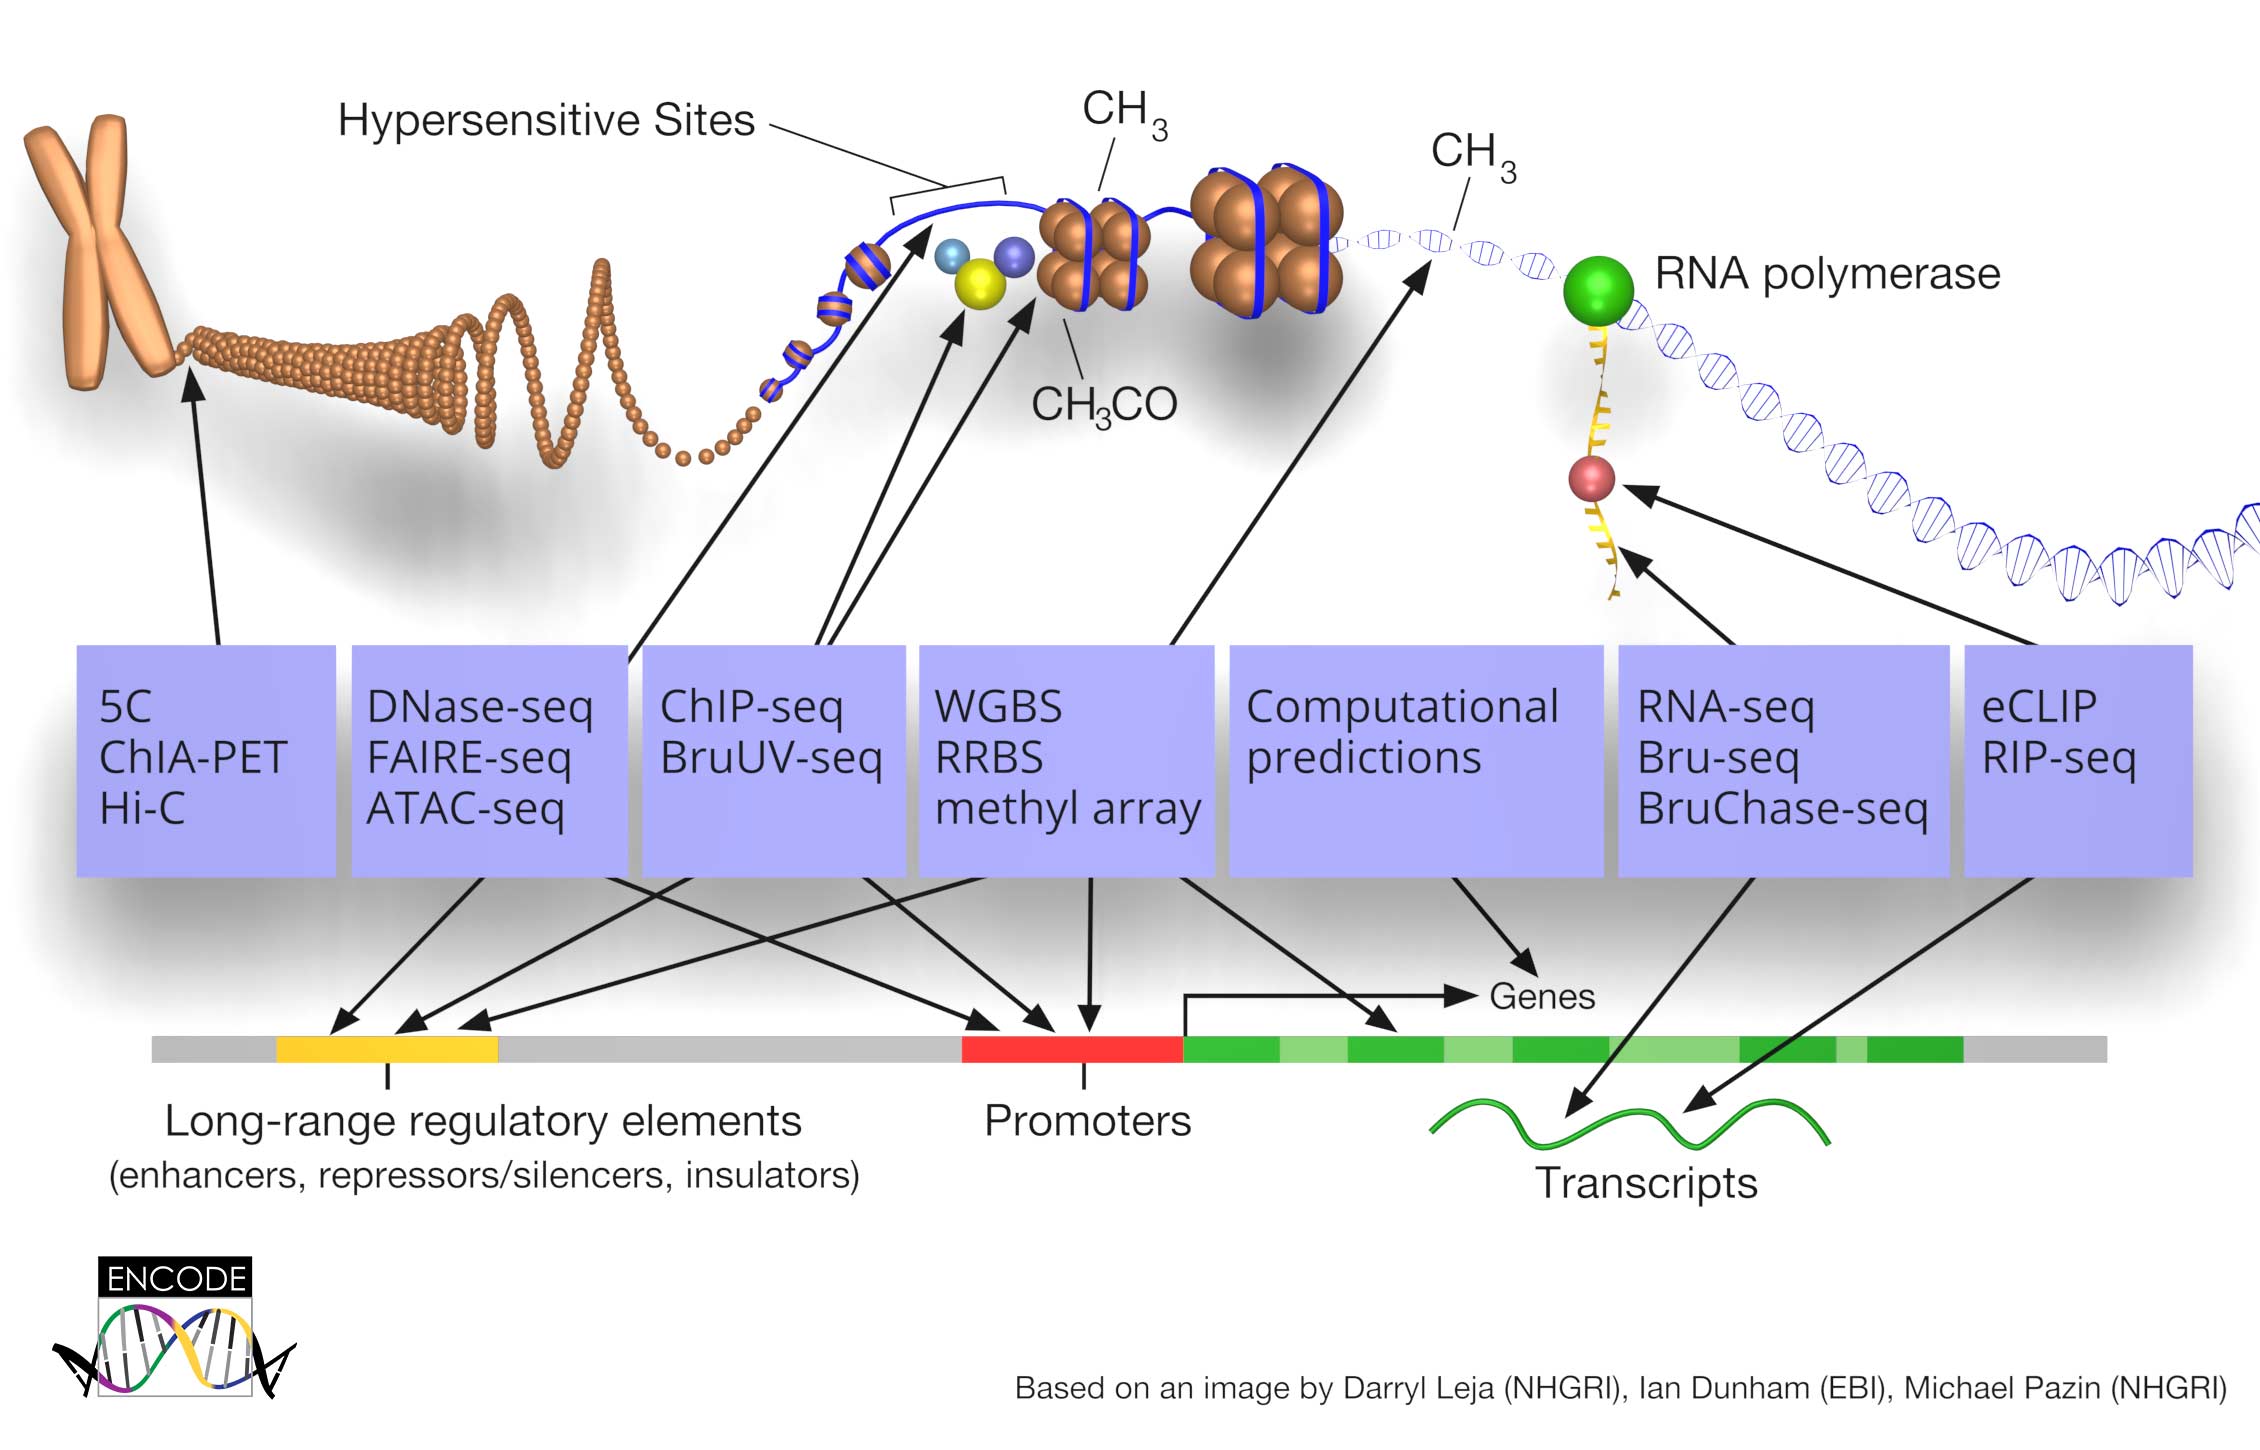 Hypersensitive Sites
CH3
CH3
RNA polymerase
CH3CO
5C
ChIA-PET
Hi-C
DNase-seq
FAIRE-seq
ATAC-seq
ChIP-seq
BruUV-seq
WGBS
RRBS
methyl array
Computational
predictions
RNA-seq
Bru-seq
BruChase-seq
eCLIP
RIP-seq
Genes
Long-range regulatory elements
(enhancers, repressors/silencers, insulators)
Promoters
Transcripts
ENCODE
Based on an image by Darryl Leja (NHGRI), Ian Dunham (EBI), Michael Pazin (NHGRI)